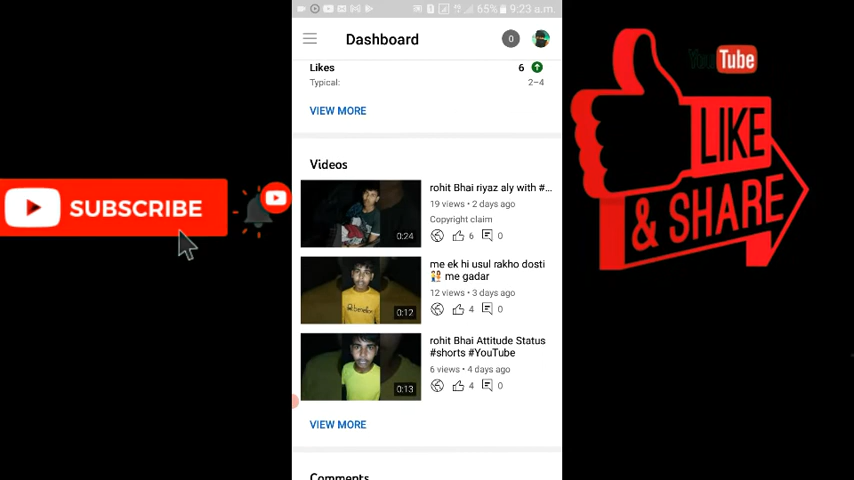 65% 9:23 a.m.
Dashboard
0
Likes 6
Typical: 2–4
VIEW MORE
Videos
rohit Bhai riyaz aly with #...
19 views • 2 days ago
Copyright claim
6 0
0:24
me ek hi usul rakho dosti
me gadar
12 views • 3 days ago
4 0
0:12
rohit Bhai Attitude Status
#shorts #YouTube
6 views • 4 days ago
4 0
0:13
VIEW MORE
Comments
SUBSCRIBE
YouTube
LIKE
& SHARE